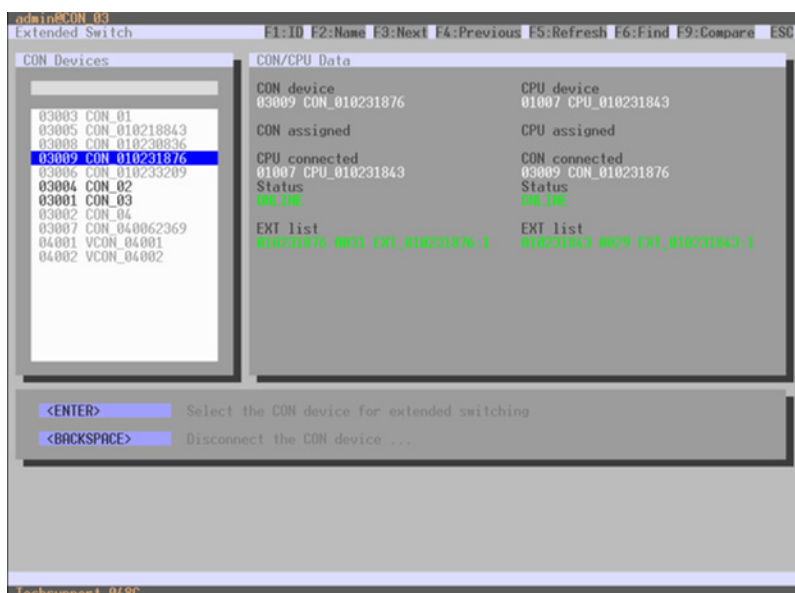 admin@CON_03
Extended Switch F1:ID F2:Name F3:Next F4:Previous F5:Refresh F6:Find F9:Compare ESC
CON Devices
03003 CON_01
03005 CON_010218843
03008 CON_010230836
03009 CON_010231876
03006 CON_010233209
03004 CON_02
03001 CON_03
03002 CON_04
03007 CON_040062369
04001 VCON_04001
04002 VCON_04002
CON/CPU Data
CON device CPU device
03009 CON_010231876 01007 CPU_010231843
CON assigned CPU assigned
CPU connected CON connected
01007 CPU_010231843 03009 CON_010231876
Status Status
ONLINE ONLINE
EXT list EXT list
010231876 0031 EXT_010231876:1 010231843 0029 EXT_010231843:1
<ENTER> Select the CON device for extended switching
<BACKSPACE> Disconnect the CON device ...